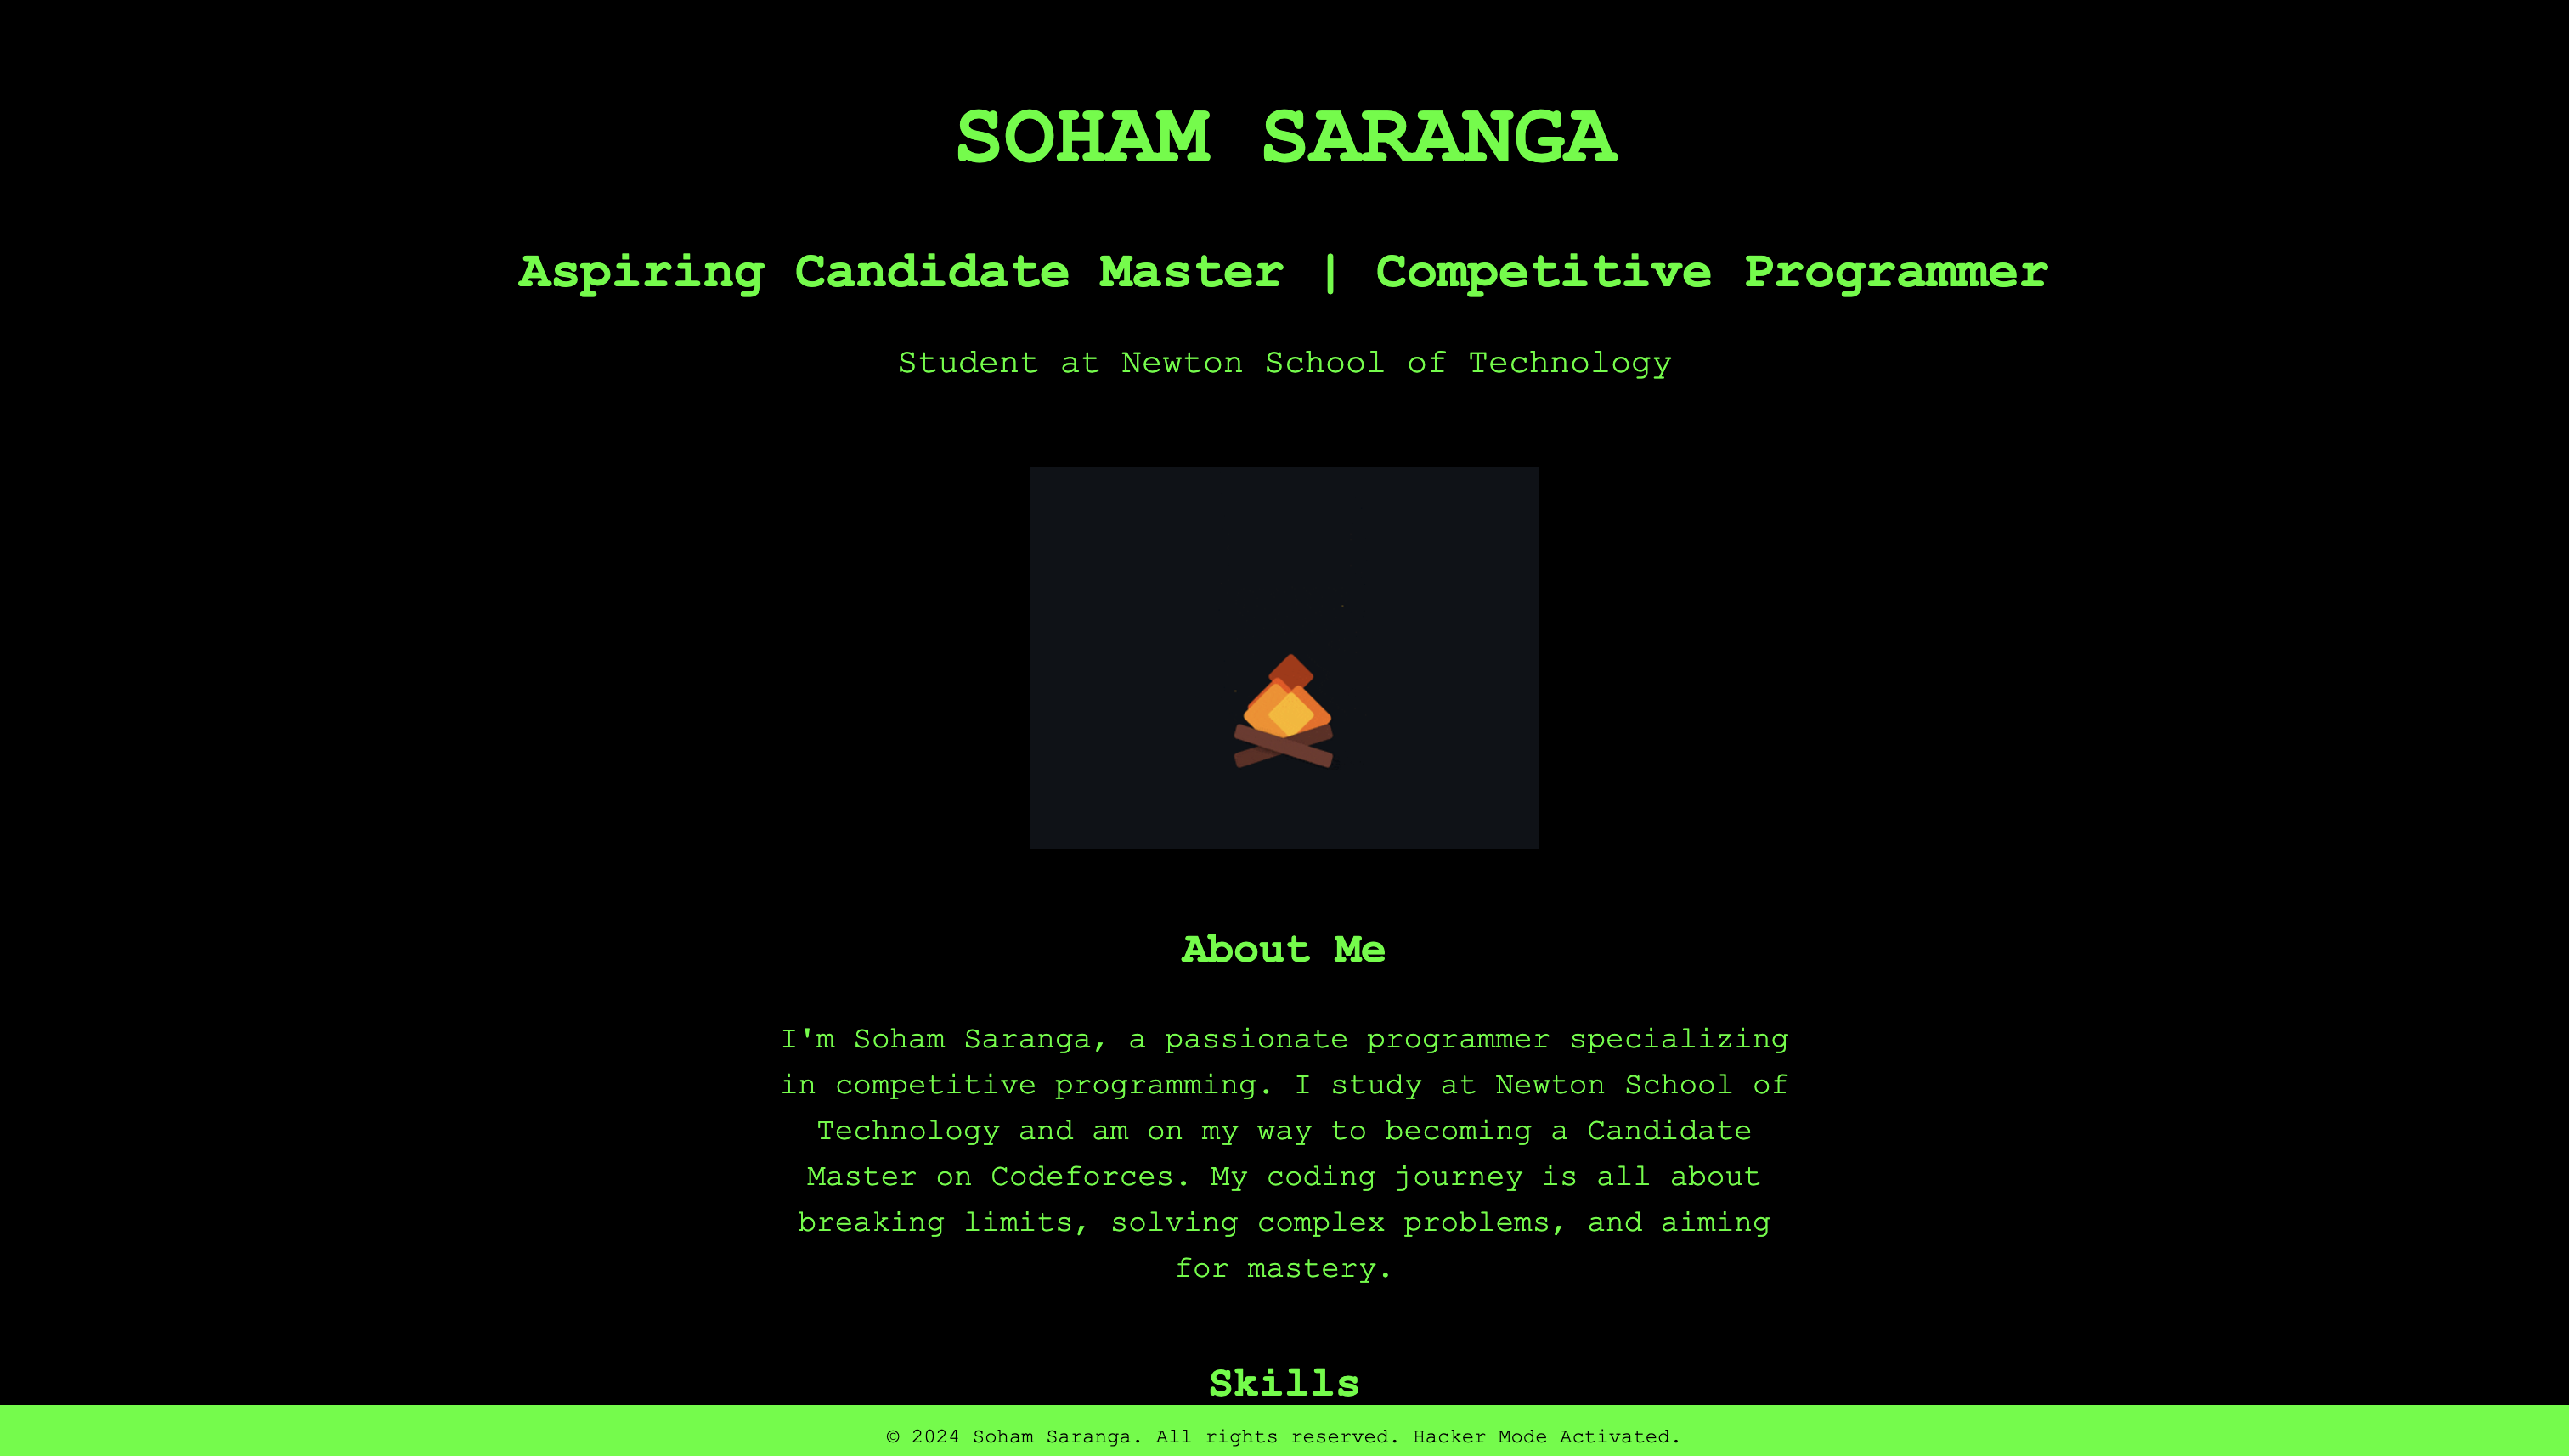 SOHAM SARANGA
Aspiring Candidate Master | Competitive Programmer
Student at Newton School of Technology
About Me
I'm Soham Saranga, a passionate programmer specializing
in competitive programming. I study at Newton School of
Technology and am on my way to becoming a Candidate
Master on Codeforces. My coding journey is all about
breaking limits, solving complex problems, and aiming
for mastery.
Skills
© 2024 Soham Saranga. All rights reserved. Hacker Mode Activated.